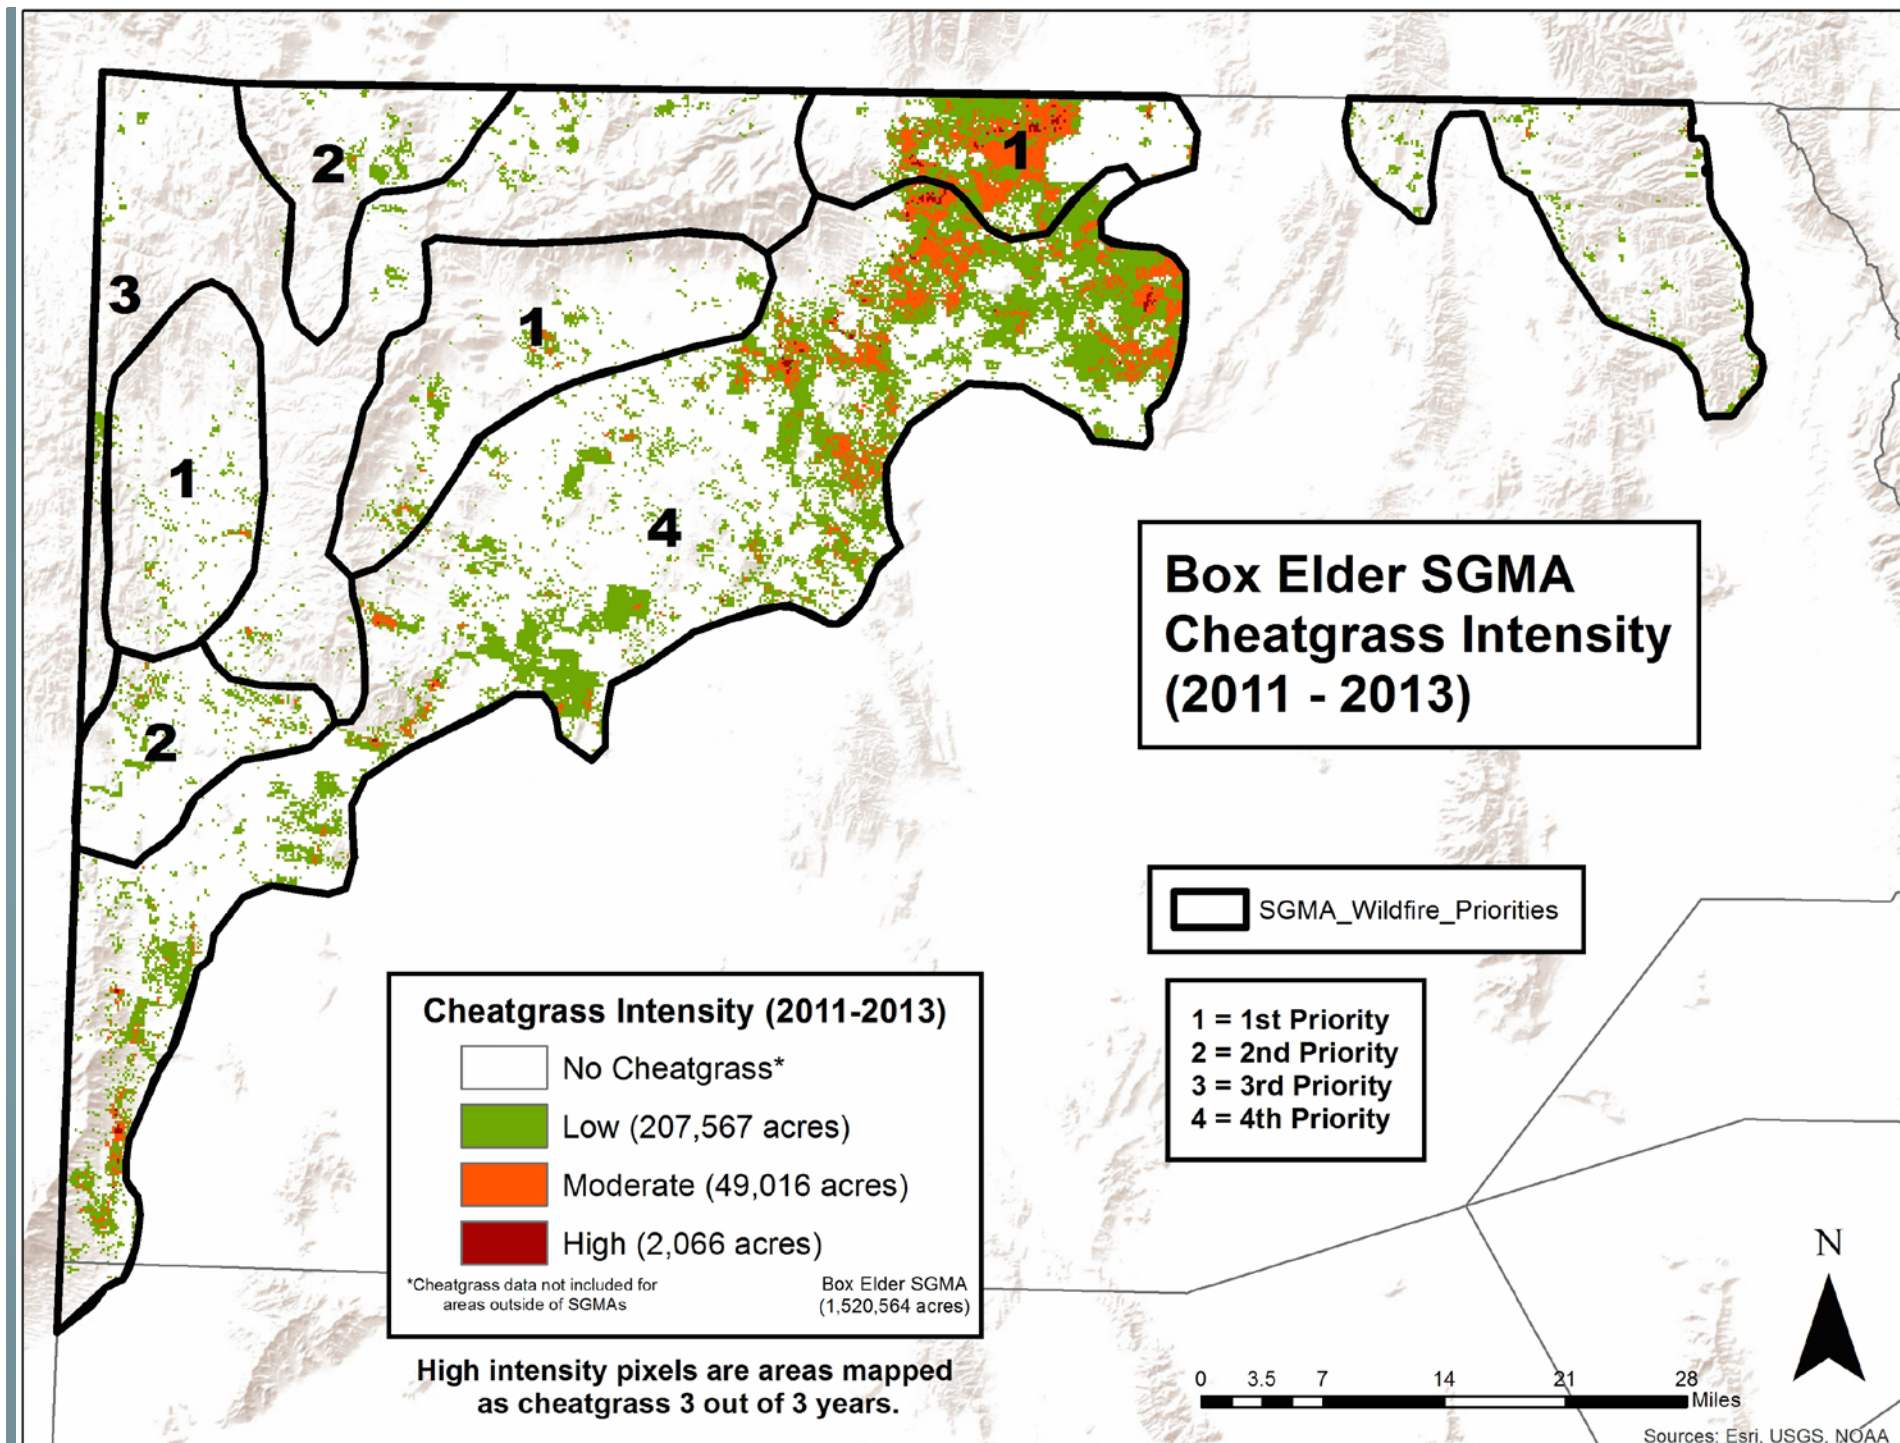 2
1
3
1
1
4
2
Box Elder SGMA
Cheatgrass Intensity
(2011 - 2013)
SGMA_Wildfire_Priorities
1 = 1st Priority
2 = 2nd Priority
3 = 3rd Priority
4 = 4th Priority
Cheatgrass Intensity (2011-2013)
No Cheatgrass*
Low (207,567 acres)
Moderate (49,016 acres)
High (2,066 acres)
*Cheatgrass data not included for
areas outside of SGMAs
Box Elder SGMA
(1,520,564 acres)
High intensity pixels are areas mapped
as cheatgrass 3 out of 3 years.
N
0 3.5 7 14 21 28
Miles
Sources: Esri, USGS, NOAA